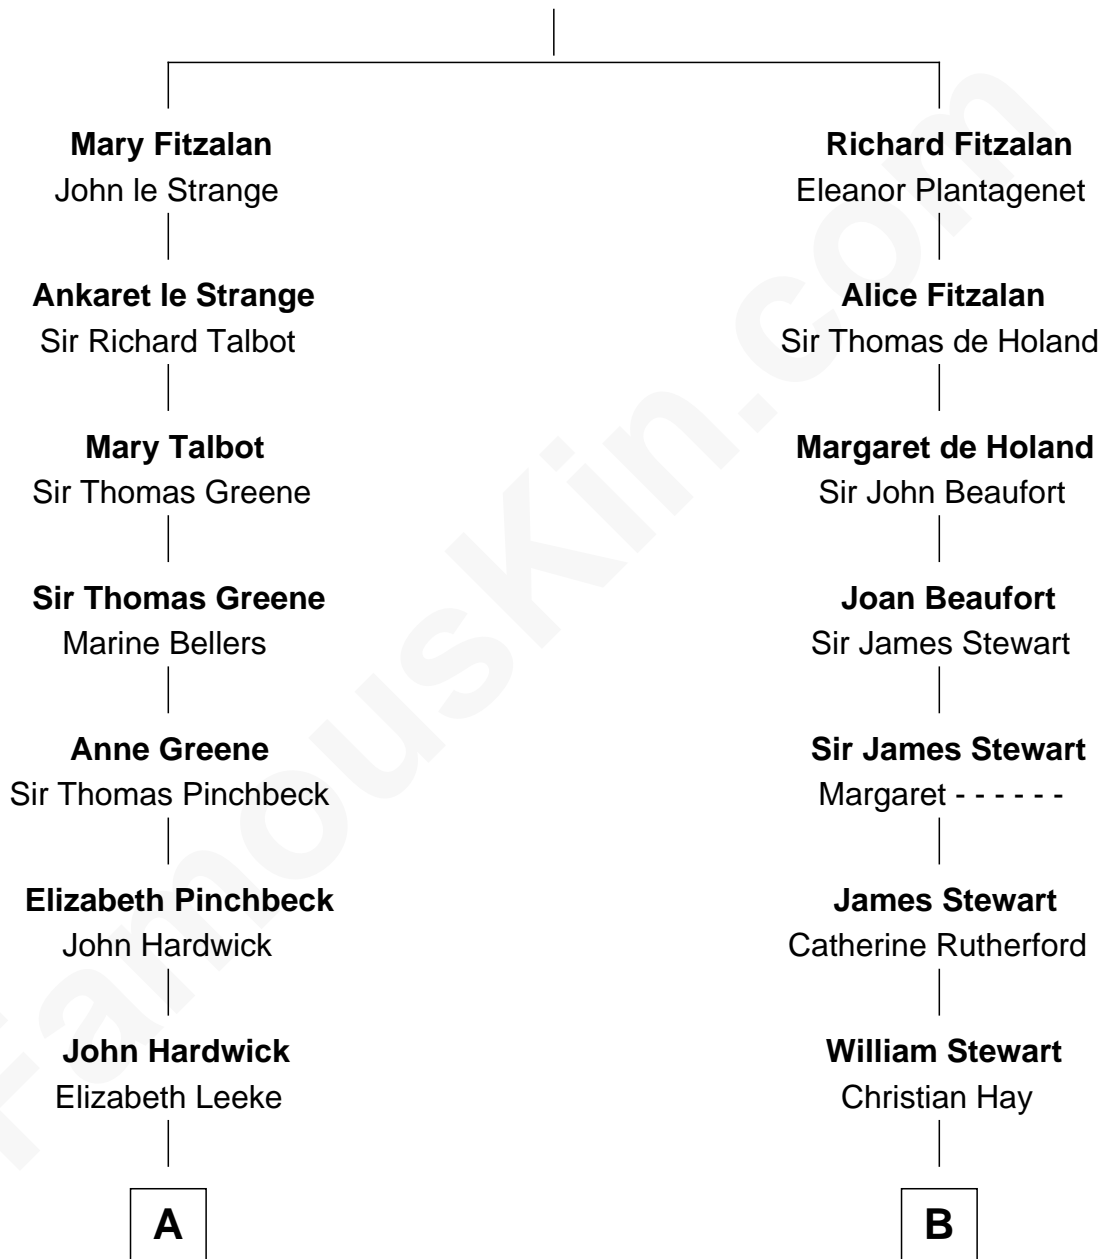 Mary Fitzalan
John le Strange
Richard Fitzalan
Eleanor Plantagenet
Ankaret le Strange
Sir Richard Talbot
Alice Fitzalan
Sir Thomas de Holand
Mary Talbot
Sir Thomas Greene
Margaret de Holand
Sir John Beaufort
Sir Thomas Greene
Marine Bellers
Joan Beaufort
Sir James Stewart
Anne Greene
Sir Thomas Pinchbeck
Sir James Stewart
Margaret - - - - - -
Elizabeth Pinchbeck
John Hardwick
James Stewart
Catherine Rutherford
John Hardwick
Elizabeth Leeke
William Stewart
Christian Hay
A
B
FamousKin.com